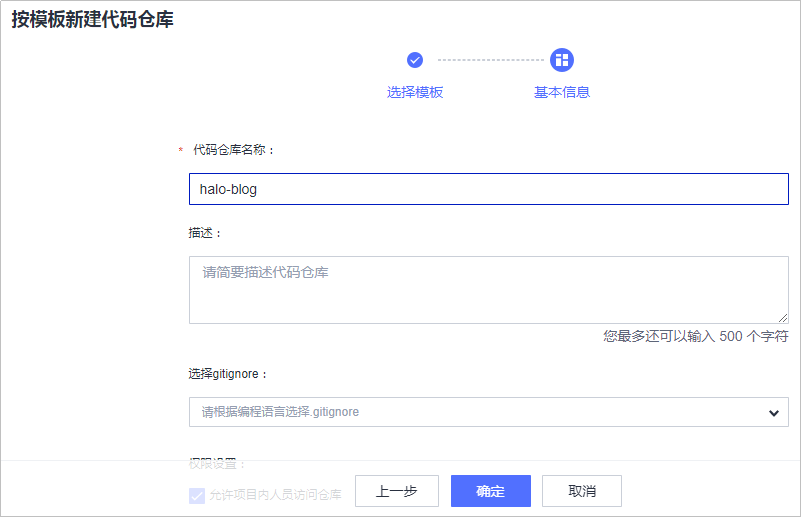 按模板新建代码仓库
选择模板
基本信息
* 代码仓库名称：
halo-blog
描述：
请简要描述代码仓库
您最多还可以输入 500 个字符
选择gitignore：
请根据编程语言选择.gitignore
权限设置：
允许项目内人员访问仓库
上一步
确定
取消